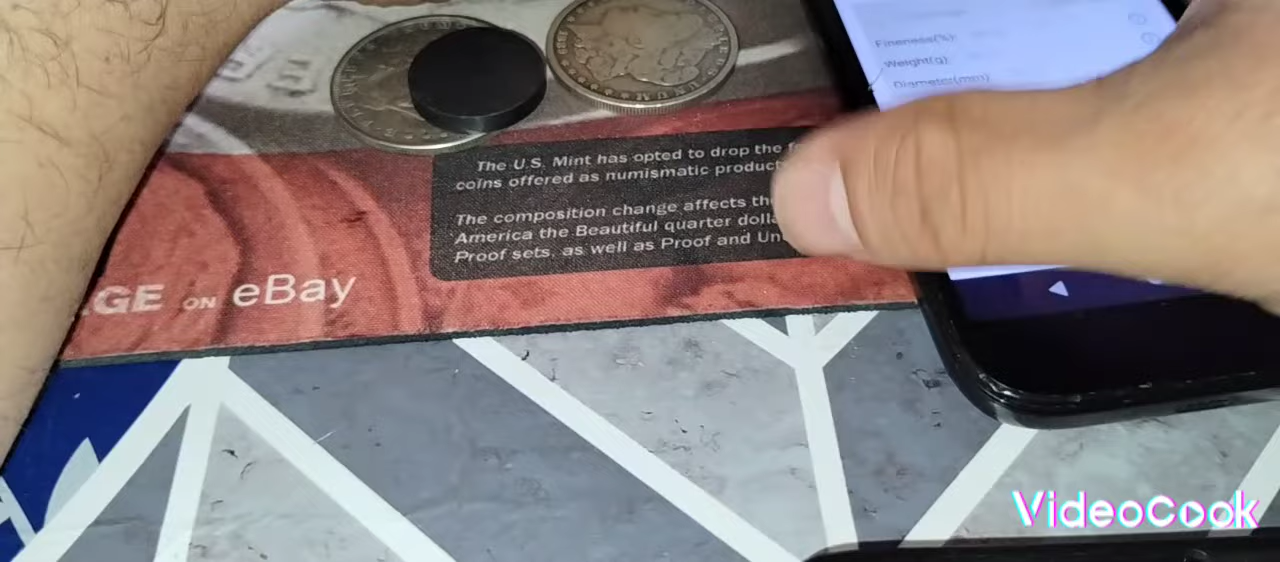 Fineness(%):
Weight(g):
Diameter(mm)
UNUM
The U.S. Mint has opted to drop the
coins offered as numismatic product
The composition change affects the
America the Beautiful quarter dolla
Proof sets, as well as Proof and Un
GE ON eBay
VideoCook